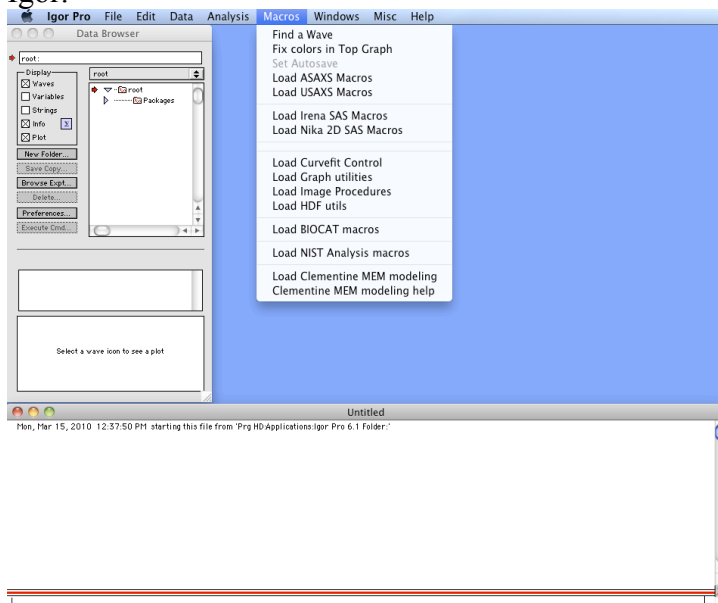 Igor.
Igor Pro File Edit Data Analysis Macros Windows Misc Help
Data Browser
root:
Display
Waves
Variables
Strings
Info Σ
Plot
New Folder...
Save Copy...
Browse Expt...
Delete...
Preferences...
Execute Cmd...
root
root
Packages
Select a wave icon to see a plot
Find a Wave
Fix colors in Top Graph
Set Autosave
Load ASAXS Macros
Load USAXS Macros
Load Irena SAS Macros
Load Nika 2D SAS Macros
Load Curvefit Control
Load Graph utilities
Load Image Procedures
Load HDF utils
Load BIOCAT macros
Load NIST Analysis macros
Load Clementine MEM modeling
Clementine MEM modeling help
Untitled
Mon, Mar 15, 2010 12:37:50 PM starting this file from 'Prg HD:Applications:Igor Pro 6.1 Folder:'